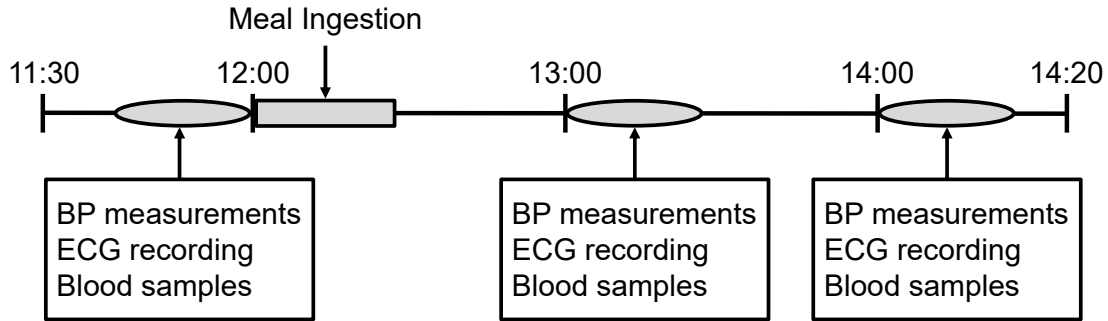 Meal Ingestion
11:30
12:00
13:00
14:00
14:20
BP measurements
ECG recording
Blood samples
BP measurements
ECG recording
Blood samples
BP measurements
ECG recording
Blood samples